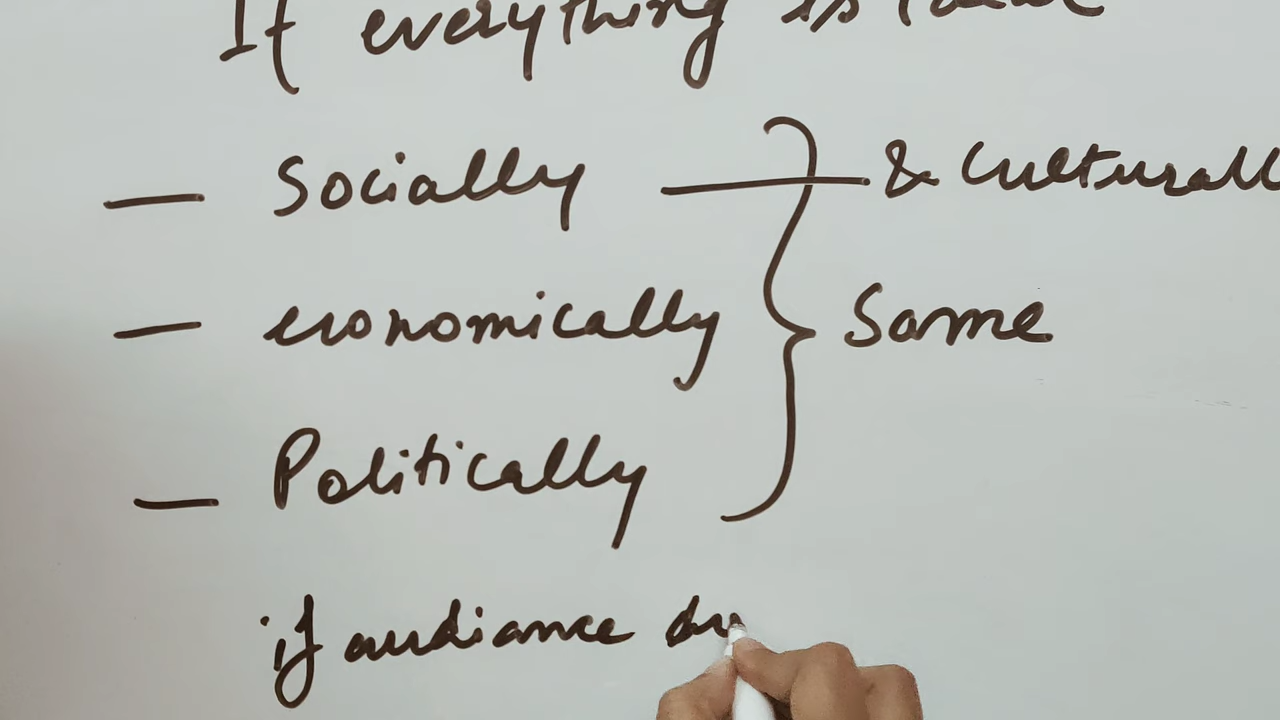 If everything is
— Socially — & Culturall
— economically } Same
— Politically
if audiance